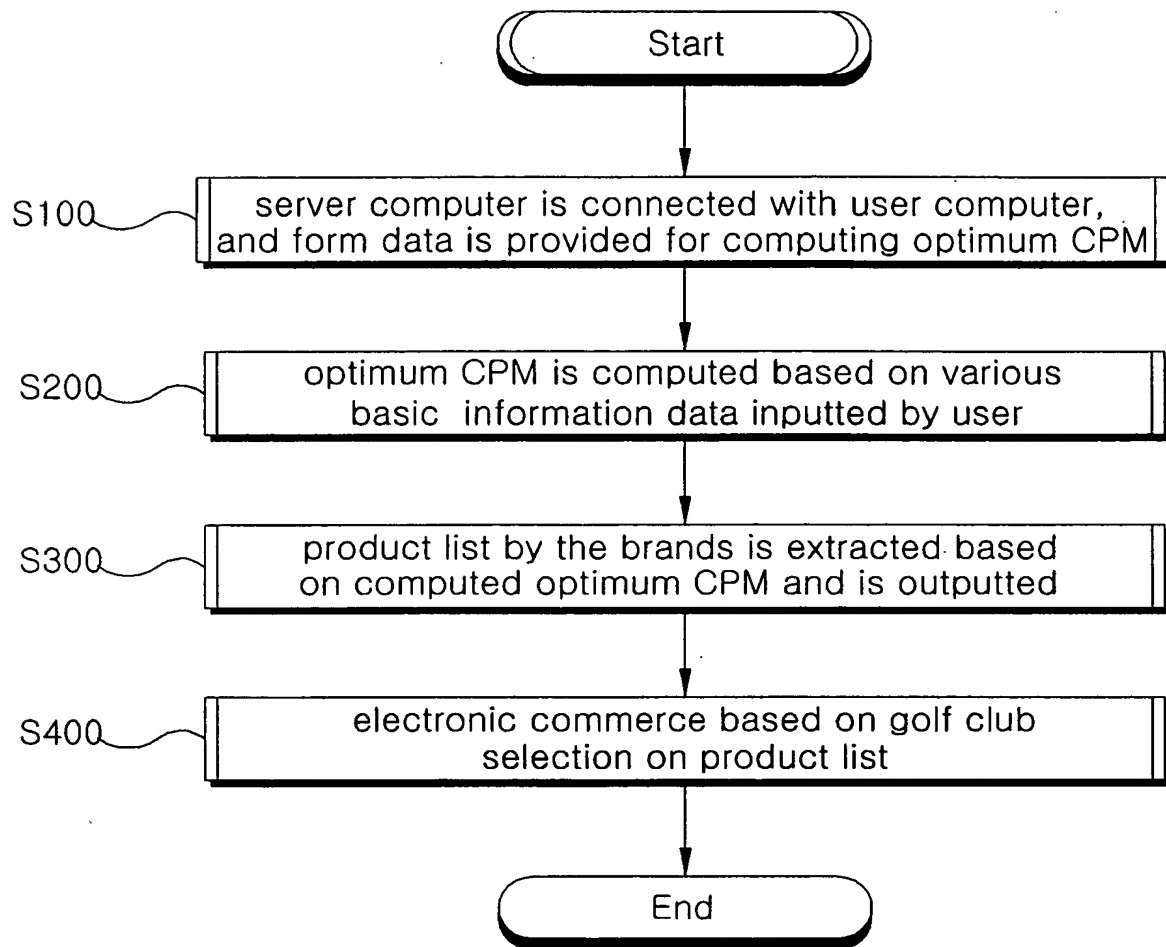 Start
S100
server computer is connected with user computer,
and form data is provided for computing optimum CPM
S200
optimum CPM is computed based on various
basic information data inputted by user
S300
product list by the brands is extracted based
on computed optimum CPM and is outputted
S400
electronic commerce based on golf club
selection on product list
End